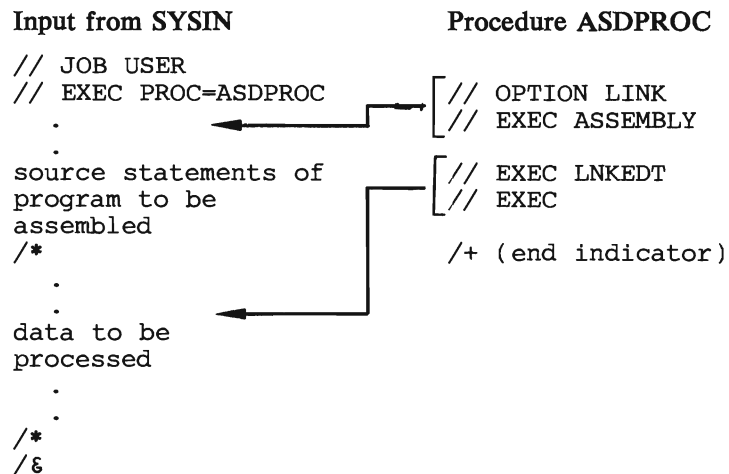 Input from SYSIN
// JOB USER
// EXEC PROC=ASDPROC
.
.
source statements of
program to be
assembled
/*
.
.
data to be
processed
.
.
/*
/&
Procedure ASDPROC
// OPTION LINK
// EXEC ASSEMBLY
// EXEC LNKEDT
// EXEC
/+ (end indicator)